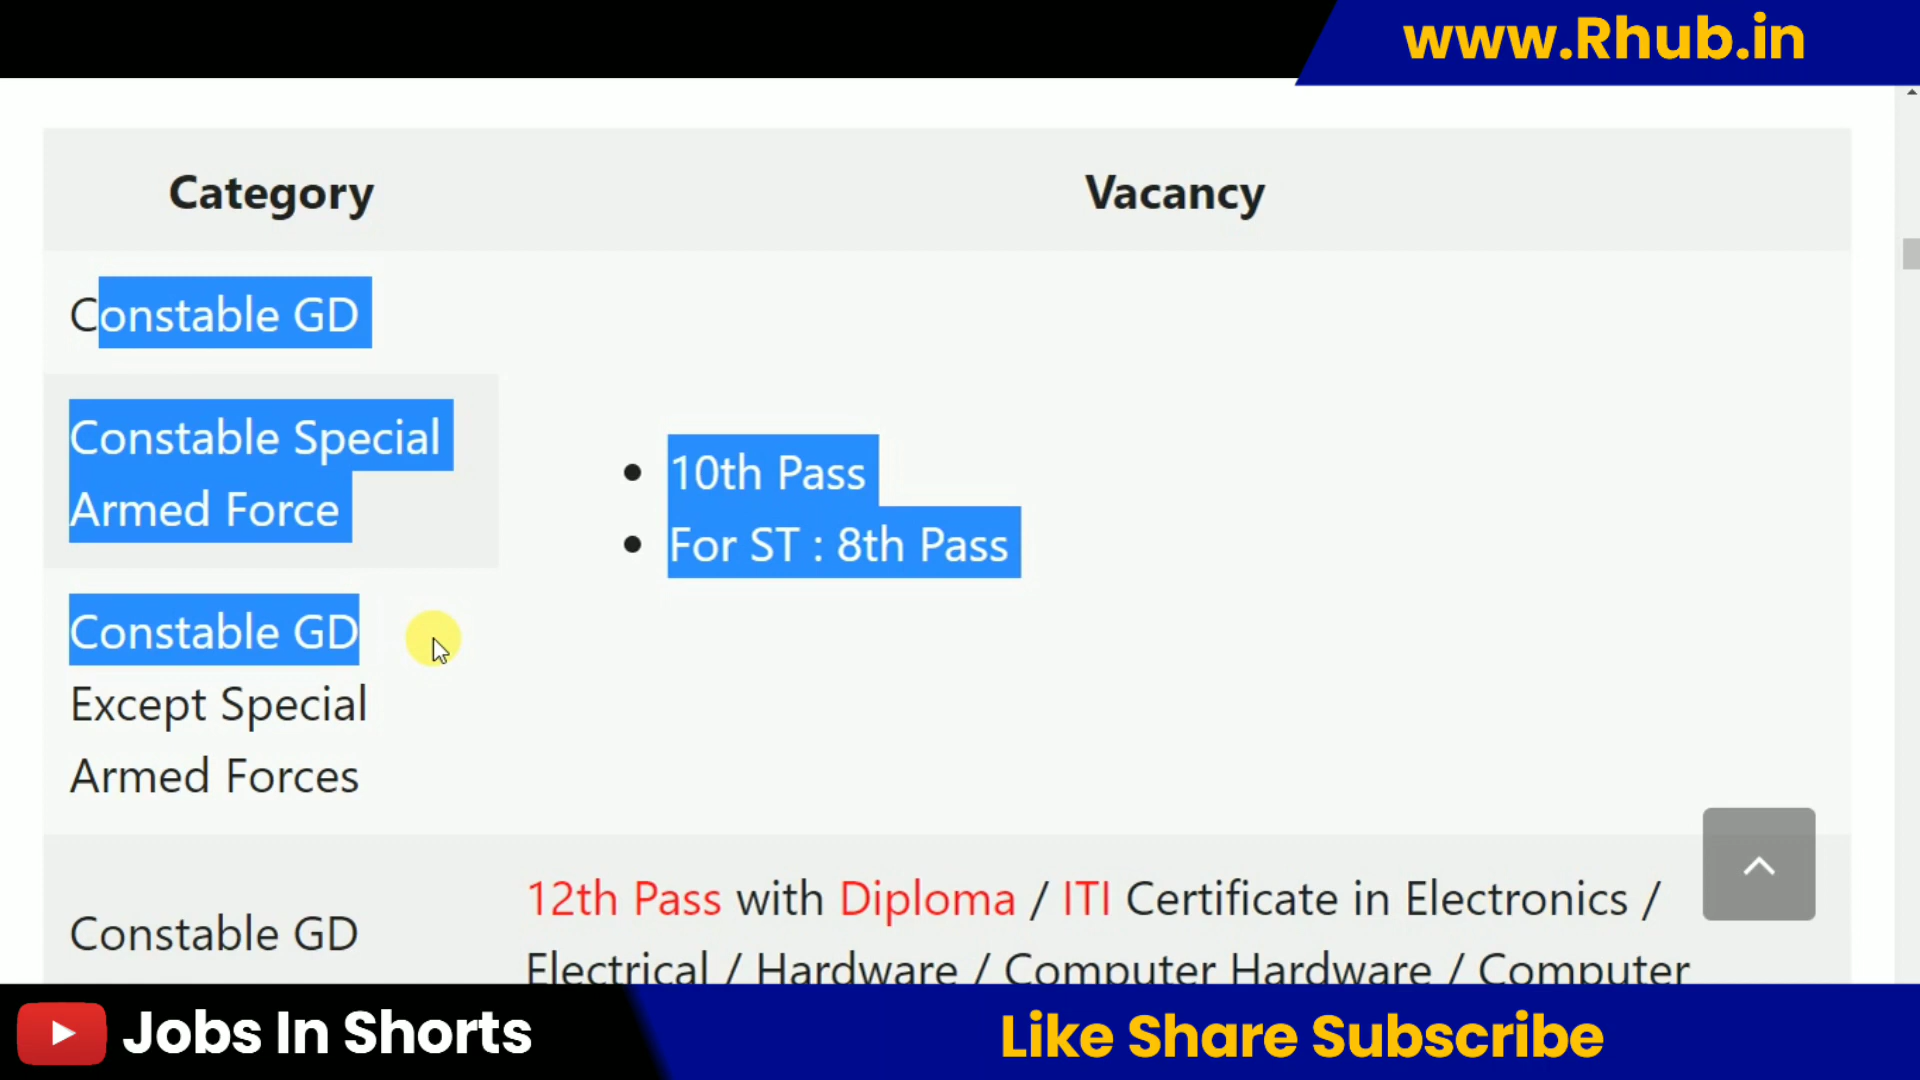 www.Rhub.in
Category Vacancy
Constable GD
Constable Special
Armed Force
10th Pass
For ST : 8th Pass
Constable GD
Except Special
Armed Forces
Constable GD
12th Pass with Diploma / ITI Certificate in Electronics /
Electrical / Hardware / Computer Hardware / Computer
Jobs In Shorts
Like Share Subscribe